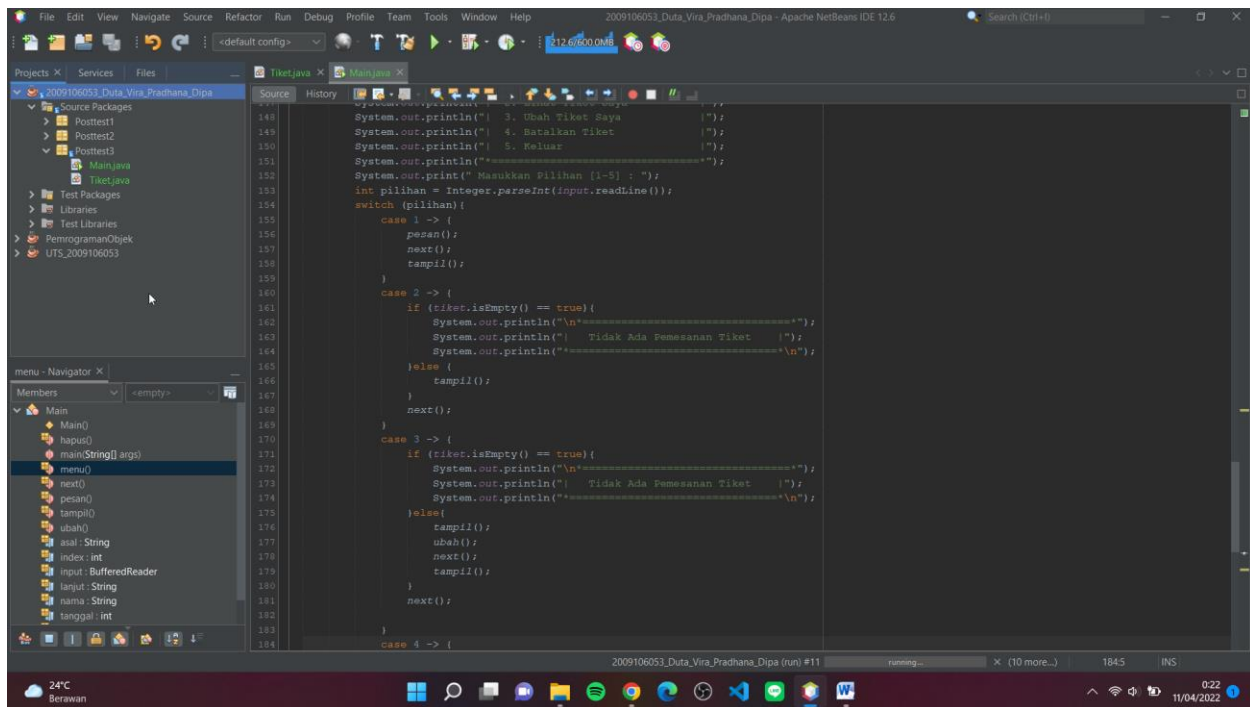 File Edit View Navigate Source Refactor Run Debug Profile Team Tools Window Help 2009106053_Duta_Vira_Pradhana_Dipa - Apache NetBeans IDE 12.6 Search (Ctrl+I)
<default config> 212.6/600.0MB
Projects Services Files Tiket.java Main.java
2009106053_Duta_Vira_Pradhana_Dipa Source History
Source Packages
Posttest1
Posttest2
Posttest3
Main.java
Tiket.java
Test Packages
Libraries
Test Libraries
PemrogramanObjek
UTS_2009106053
148 System.out.println("| 3. Ubah Tiket Saya |");
149 System.out.println("| 4. Batalkan Tiket |");
150 System.out.println("| 5. Keluar |");
151 System.out.println("*================================*");
152 System.out.print(" Masukkan Pilihan [1-5] : ");
153 int pilihan = Integer.parseInt(input.readLine());
154 switch (pilihan){
155 case 1 -> {
156 pesan();
157 next();
158 tampil();
159 }
160 case 2 -> {
161 if (tiket.isEmpty() == true){
162 System.out.println("\n*================================*");
163 System.out.println("| Tidak Ada Pemesanan Tiket |");
164 System.out.println("*================================*\n");
165 }else {
166 tampil();
167 }
168 next();
169 }
170 case 3 -> {
171 if (tiket.isEmpty() == true){
172 System.out.println("\n*================================*");
173 System.out.println("| Tidak Ada Pemesanan Tiket |");
174 System.out.println("*================================*\n");
175 }else{
176 tampil();
177 ubah();
178 next();
179 tampil();
180 }
181 next();
182
183 }
184 case 4 -> {
menu - Navigator
Members <empty>
Main
Main()
hapus()
main(String[] args)
menu()
next()
pesan()
tampil()
ubah()
asal : String
index : int
input : BufferedReader
lanjut : String
nama : String
tanggal : int
2009106053_Duta_Vira_Pradhana_Dipa (run) #11 running... (10 more...) 184:5 INS
24°C
Berawan
0:22
11/04/2022